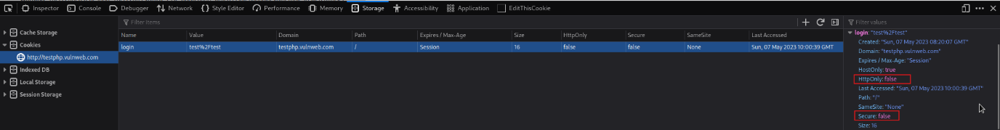 Inspector Console Debugger Network Style Editor Performance Memory Storage Accessibility Application EditThisCookie
Filter Items
Filter values
Cache Storage
Cookies
http://testphp.vulnweb.com
Indexed DB
Local Storage
Session Storage
Name Value Domain Path Expires / Max-Age Size HttpOnly Secure SameSite Last Accessed
login test%2Ftest testphp.vulnweb.com / Session 16 false false None Sun, 07 May 2023 10:00:39 GMT
login: "test%2Ftest"
Created: "Sun, 07 May 2023 08:20:07 GMT"
Domain: "testphp.vulnweb.com"
Expires / Max-Age: "Session"
HostOnly: true
HttpOnly: false
Last Accessed: "Sun, 07 May 2023 10:00:39 GMT"
Path: "/"
SameSite: "None"
Secure: false
Size: 16